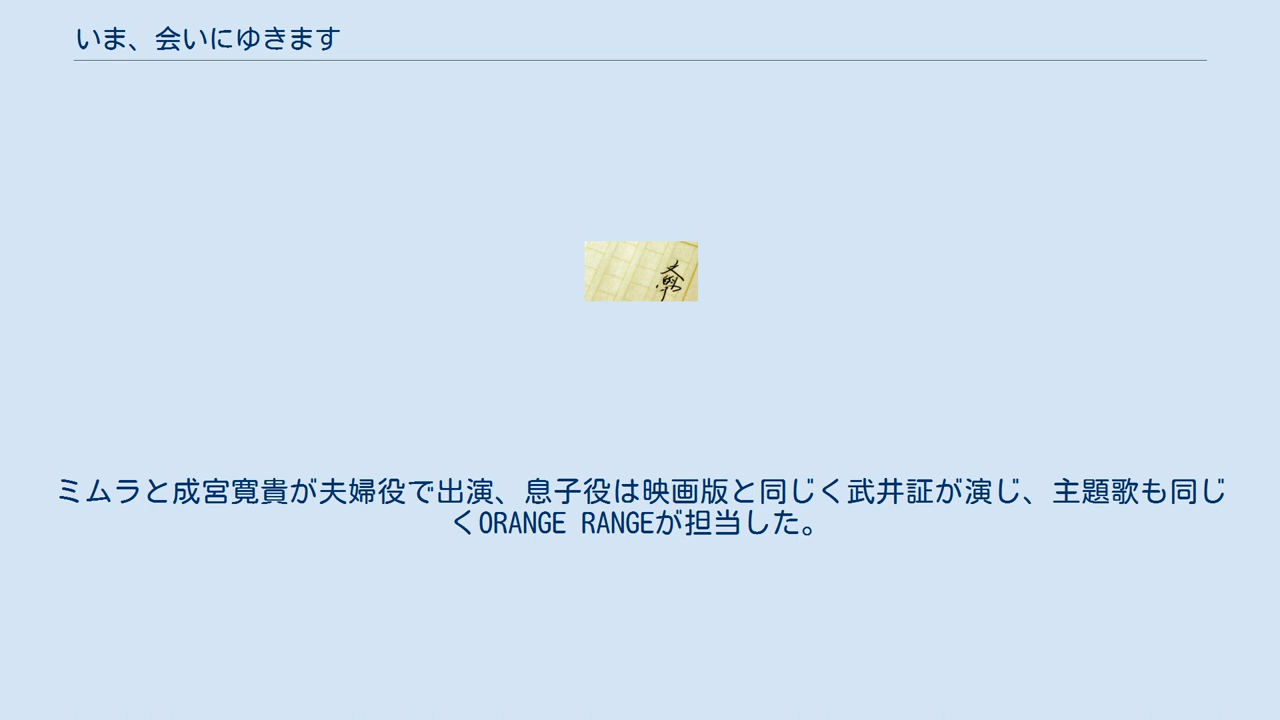 いま、会いにゆきます
ミムラと成宮寛貴が夫婦役で出演、息子役は映画版と同じく武井証が演じ、主題歌も同じ
くORANGE RANGEが担当した。